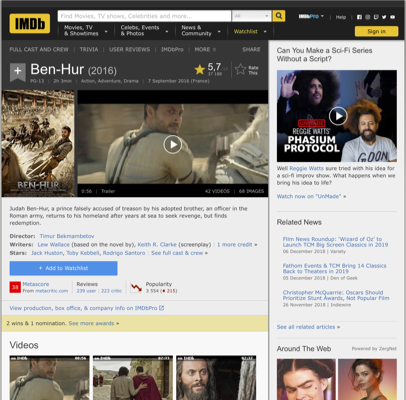 IMDb
Find Movies, TV shows, Celebrities and more...
All
IMDbPro
Help
Movies, TV
& Showtimes
Celebs, Events
& Photos
News &
Community
Watchlist
Sign in
FULL CAST AND CREW | TRIVIA | USER REVIEWS | IMDbPro | MORE
SHARE
Ben-Hur (2016)
PG-13 | 2h 3min | Action, Adventure, Drama | 7 September 2016 (France)
5,7
Rate
This
BEN-HUR
0:56 | Trailer
42 VIDEOS | 68 IMAGES
Judah Ben-Hur, a prince falsely accused of treason by his adopted brother, an officer in the
Roman army, returns to his homeland after years at sea to seek revenge, but finds
redemption.
Director: Timur Bekmambetov
Writers: Lew Wallace (based on the novel by), Keith R. Clarke (screenplay) | 1 more credit »
Stars: Jack Huston, Toby Kebbell, Rodrigo Santoro | See full cast & crew »
+ Add to Watchlist
38
Metascore
From metacritic.com
Reviews
239 user | 223 critic
Popularity
3 554
View production, box office, & company info on IMDbPro
2 wins & 1 nomination. See more awards »
Videos
Can You Make a Sci-Fi Series
Without a Script?
REGGIE WATTS'
PHASIUM
PROTOCOL
Well Reggie Watts sure tried with his idea for
a sci-fi improv show. What happens when we
bring his idea to life?
Watch now on "UnMade" »
Related News
Film News Roundup: 'Wizard of Oz' to
Launch TCM Big Screen Classics in 2019
06 December 2018 | Variety
Fathom Events & TCM Bring 14 Classics
Back to Theaters in 2019
05 December 2018 | Den of Geek
Christopher McQuarrie: Oscars Should
Prioritize Stunt Awards, Not Popular Film
26 November 2018 | Indiewire
See all related articles »
Around The Web
Powered by ZergNet